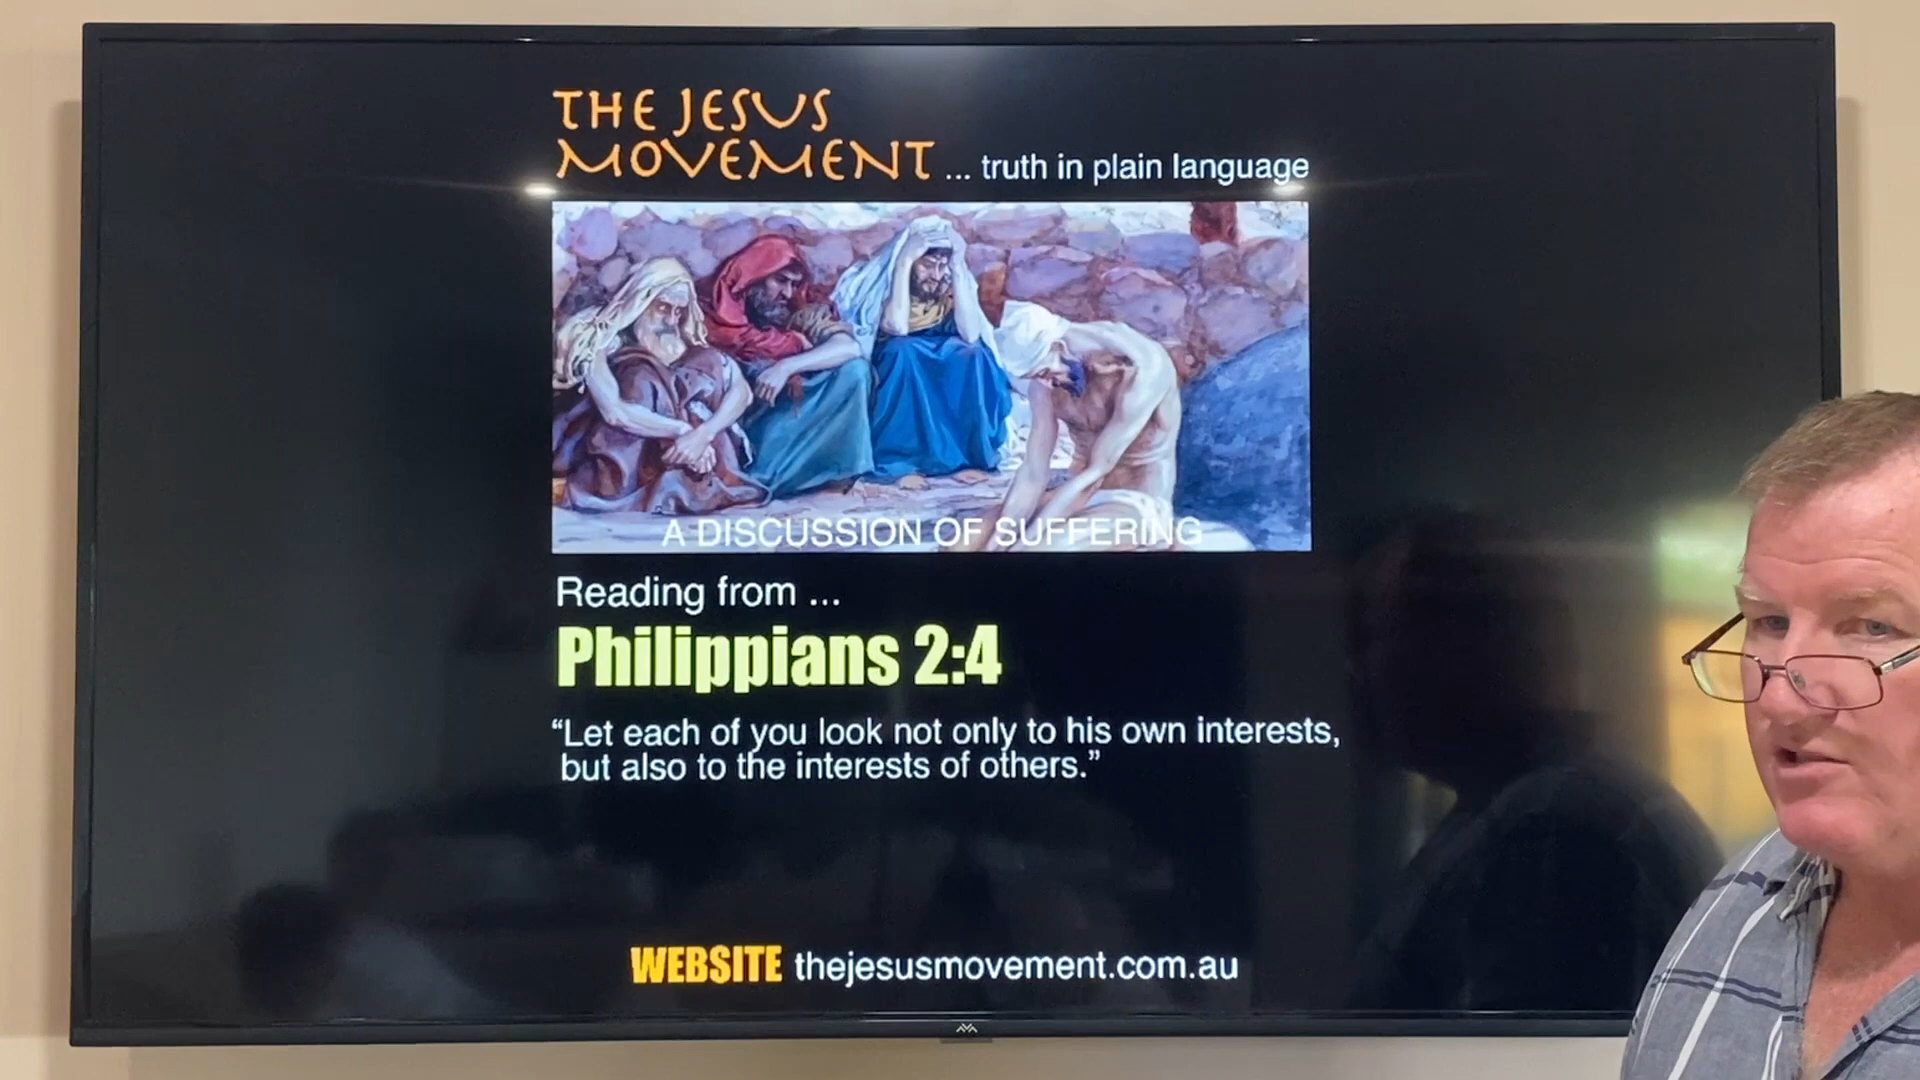 THE JESUS
MOVEMENT ... truth in plain language
A DISCUSSION OF SUFFERING
Reading from ...
Philippians 2:4
“Let each of you look not only to his own interests,
but also to the interests of others.”
WEBSITE thejesusmovement.com.au